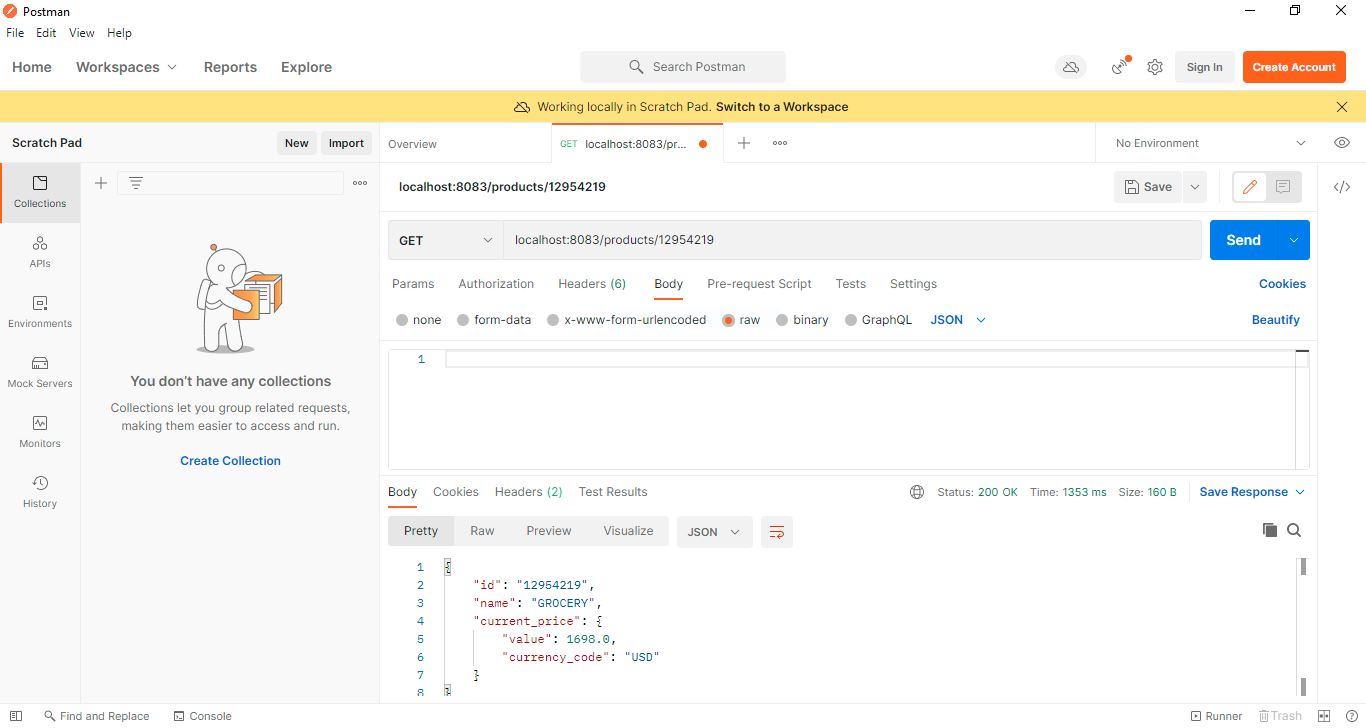 Postman
File Edit View Help
Home Workspaces Reports Explore Search Postman Sign In Create Account
Working locally in Scratch Pad. Switch to a Workspace
Scratch Pad New Import Overview GET localhost:8083/pr... No Environment
Collections
APIs
Environments
Mock Servers
Monitors
History
You don't have any collections
Collections let you group related requests,
making them easier to access and run.
Create Collection
localhost:8083/products/12954219 Save
GET localhost:8083/products/12954219 Send
Params Authorization Headers (6) Body Pre-request Script Tests Settings Cookies
none form-data x-www-form-urlencoded raw binary GraphQL JSON Beautify
1
Body Cookies Headers (2) Test Results Status: 200 OK Time: 1353 ms Size: 160 B Save Response
Pretty Raw Preview Visualize JSON
1 {
2 "id": "12954219",
3 "name": "GROCERY",
4 "current_price": {
5 "value": 1698.0,
6 "currency_code": "USD"
7 }
8 }
Find and Replace Console Runner Trash